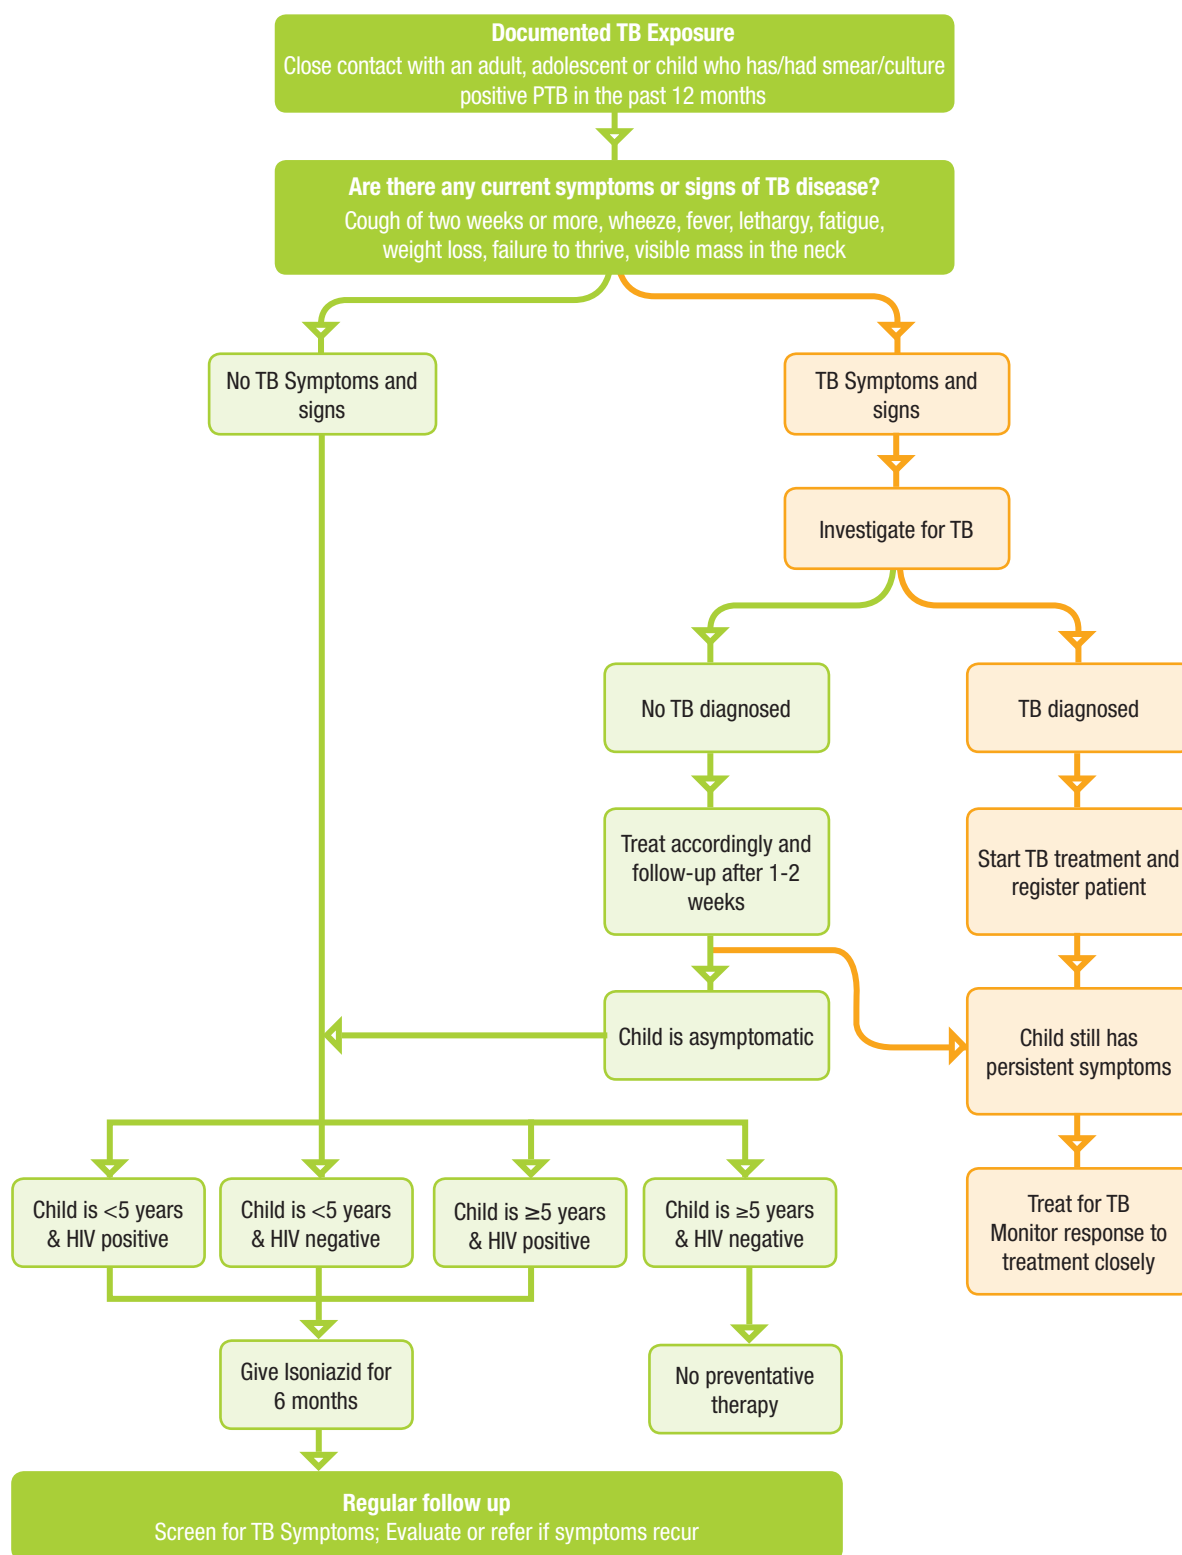 Documented TB Exposure
Close contact with an adult, adolescent or child who has/had smear/culture
positive PTB in the past 12 months
Are there any current symptoms or signs of TB disease?
Cough of two weeks or more, wheeze, fever, lethargy, fatigue,
weight loss, failure to thrive, visible mass in the neck
No TB Symptoms and
signs
TB Symptoms and
signs
Investigate for TB
No TB diagnosed
TB diagnosed
Treat accordingly and
follow-up after 1-2
weeks
Start TB treatment and
register patient
Child is asymptomatic
Child still has
persistent symptoms
Child is <5 years
& HIV positive
Child is <5 years
& HIV negative
Child is ≥5 years
& HIV positive
Child is ≥5 years
& HIV negative
Treat for TB
Monitor response to
treatment closely
Give Isoniazid for
6 months
No preventative
therapy
Regular follow up
Screen for TB Symptoms; Evaluate or refer if symptoms recur